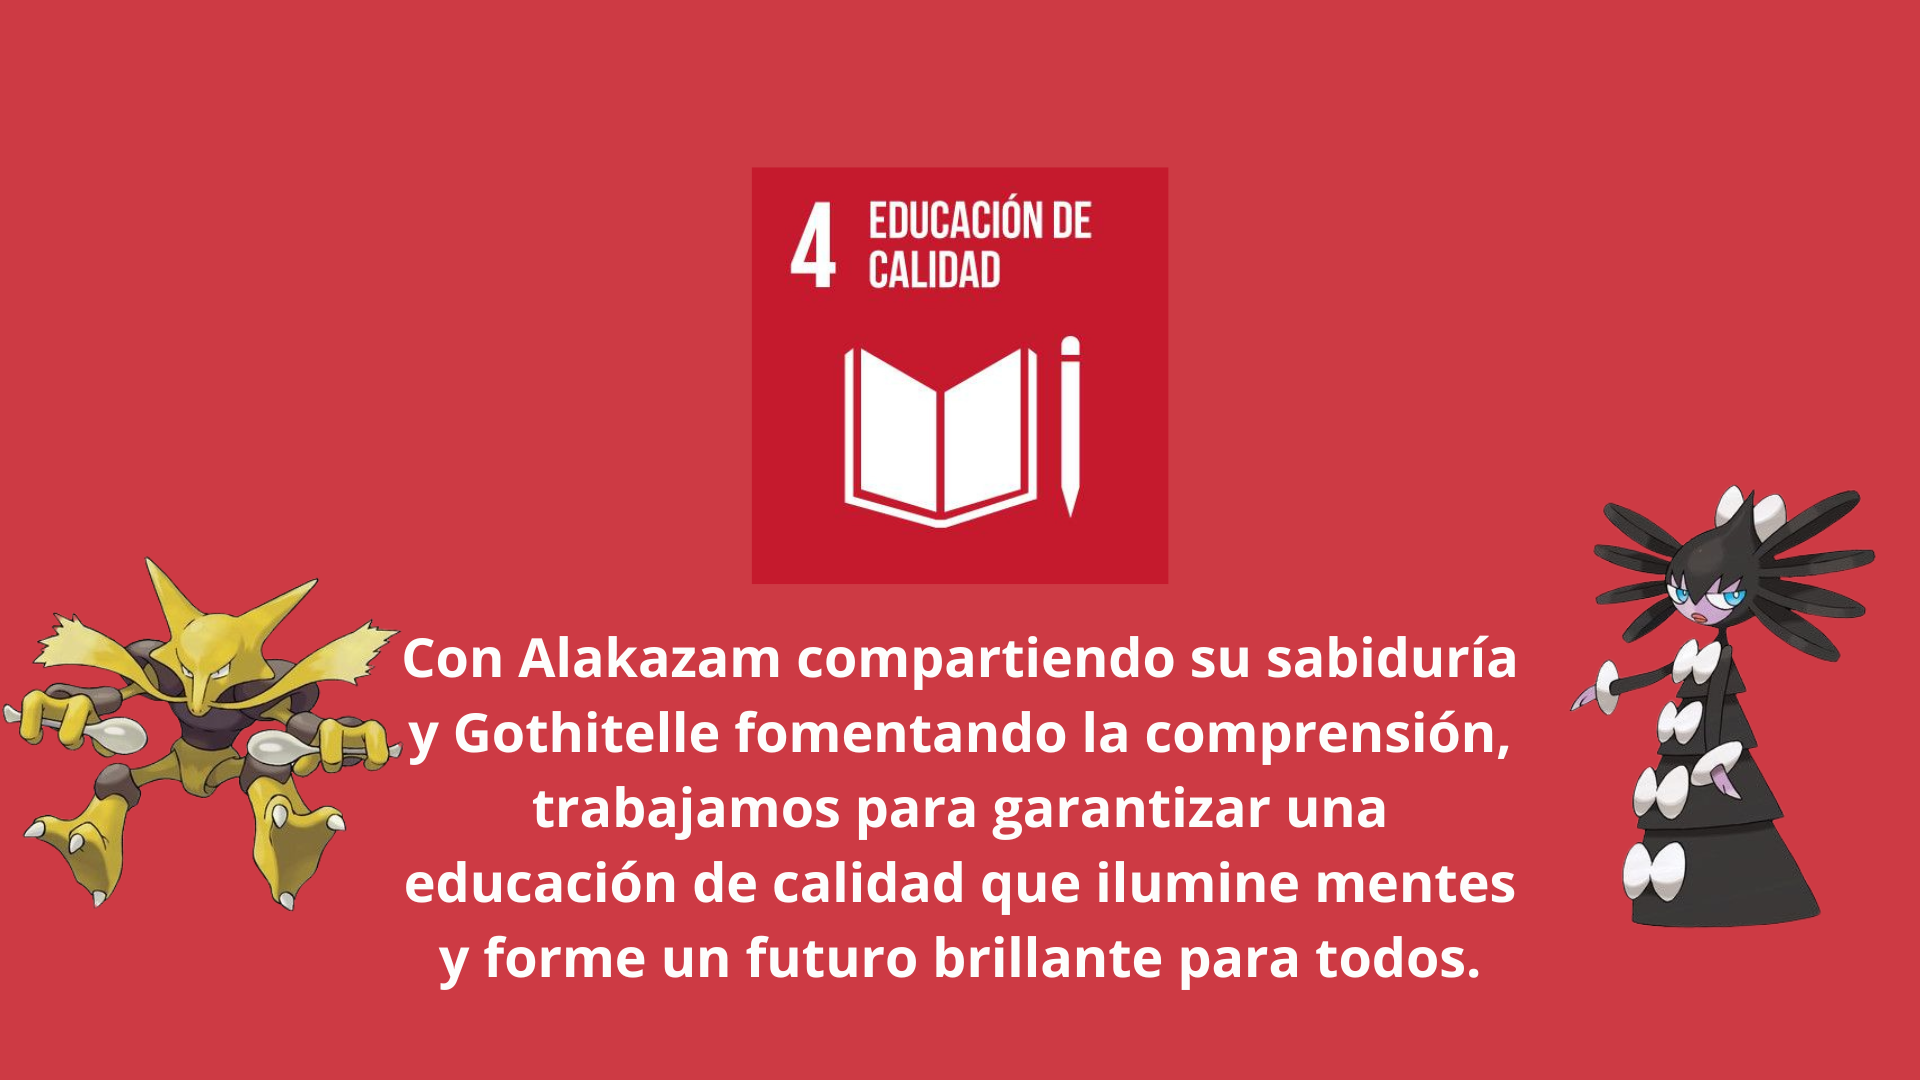 4 EDUCACIÓN DE
CALIDAD
Con Alakazam compartiendo su sabiduría
y Gothitelle fomentando la comprensión,
trabajamos para garantizar una
educación de calidad que ilumine mentes
y forme un futuro brillante para todos.